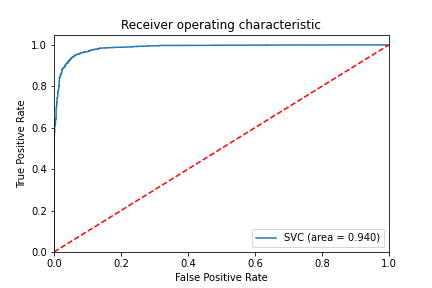 Receiver operating characteristic
True Positive Rate
1.0
0.8
0.6
0.4
0.2
0.0
SVC (area = 0.940)
0.0 0.2 0.4 0.6 0.8 1.0
False Positive Rate